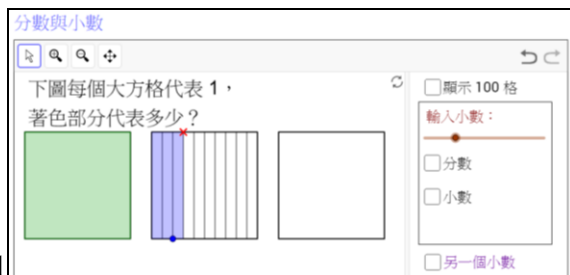 分數與小數
下圖每個大方格代表 1，
著色部分代表多少？
顯示 100 格
輸入小數：
分數
小數
另一個小數